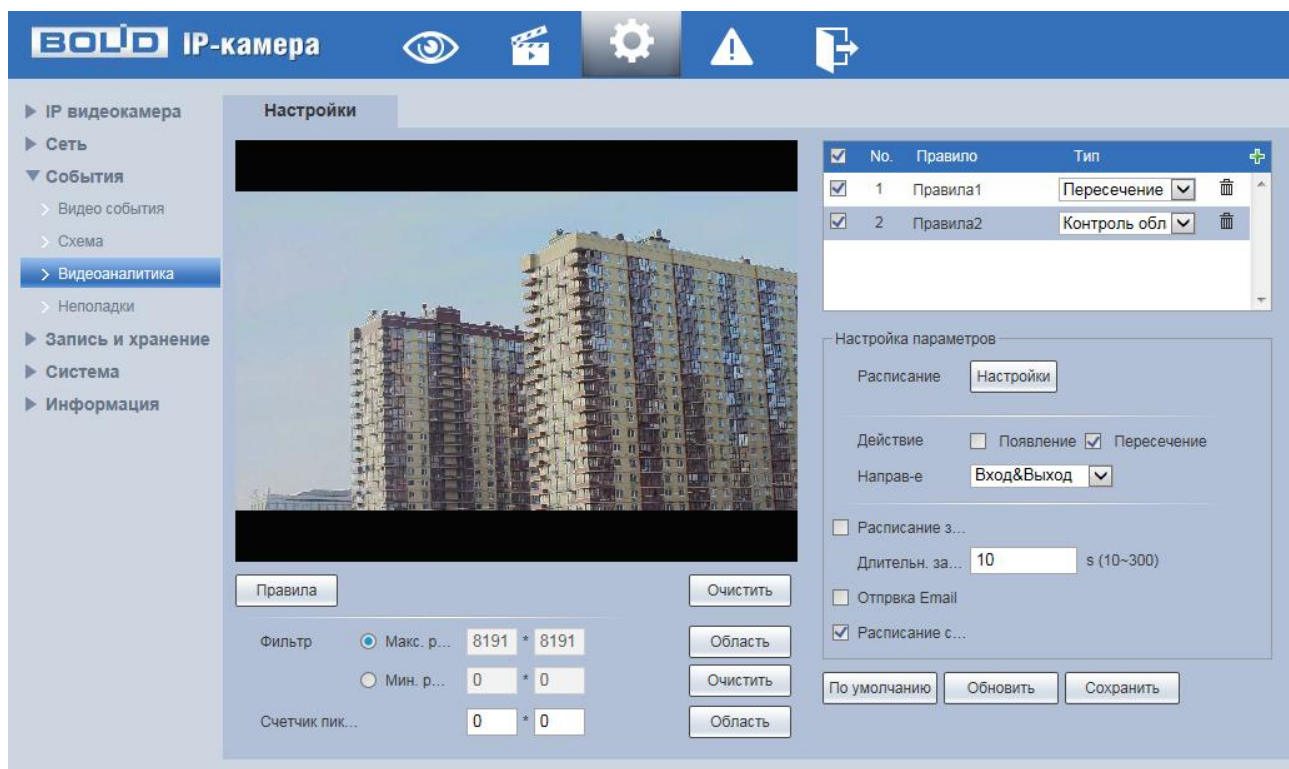 BOLID IP-камера
IP видеокамера
Сеть
События
Видео события
Схема
Видеоаналитика
Неполадки
Запись и хранение
Система
Информация
Настройки
Правила
Очистить
Фильтр Макс. р... 8191 * 8191 Область
Мин. р... 0 * 0 Очистить
Счетчик пик... 0 * 0 Область
No. Правило Тип
1 Правила1 Пересечение
2 Правила2 Контроль обл
Настройка параметров
Расписание Настройки
Действие Появление Пересечение
Направ-е Вход&Выход
Расписание з...
Длительн. за... 10 s (10~300)
Отпрвка Email
Расписание с...
По умолчанию Обновить Сохранить